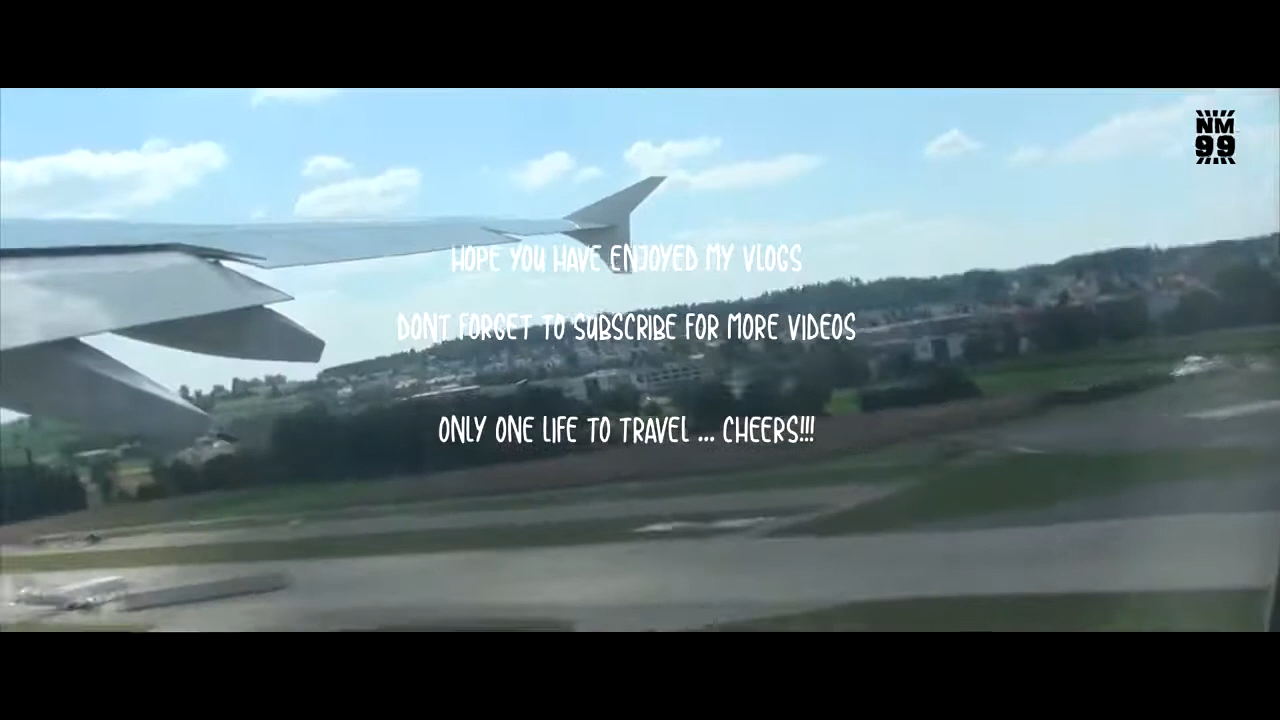 NM
99
HOPE YOU HAVE ENJOYED MY VLOGS
DONT FORGET TO SUBSCRIBE FOR MORE VIDEOS
ONLY ONE LIFE TO TRAVEL ... CHEERS!!!